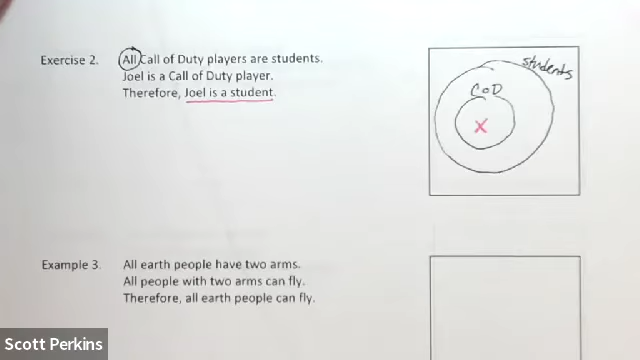 Exercise 2. All Call of Duty players are students.
Joel is a Call of Duty player.
Therefore, Joel is a student.
students
COD
X
Example 3. All earth people have two arms.
All people with two arms can fly.
Therefore, all earth people can fly.
Scott Perkins